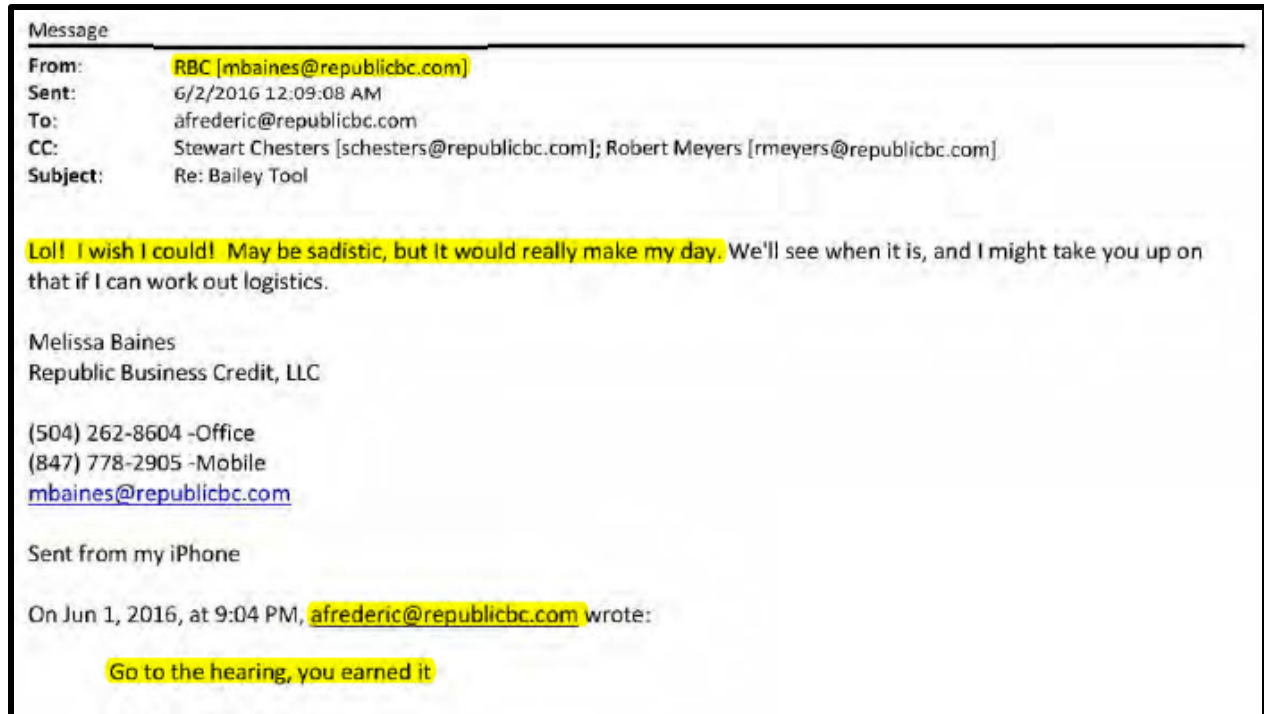 Message
From: RBC [mbaines@republicbc.com]
Sent: 6/2/2016 12:09:08 AM
To: afrederic@republicbc.com
CC: Stewart Chesters [schesters@republicbc.com]; Robert Meyers [rmeyers@republicbc.com]
Subject: Re: Bailey Tool
Lol! I wish I could! May be sadistic, but It would really make my day. We'll see when it is, and I might take you up on
that if I can work out logistics.
Melissa Baines
Republic Business Credit, LLC
(504) 262-8604 -Office
(847) 778-2905 -Mobile
mbaines@republicbc.com
Sent from my iPhone
On Jun 1, 2016, at 9:04 PM, afrederic@republicbc.com wrote:
Go to the hearing, you earned it